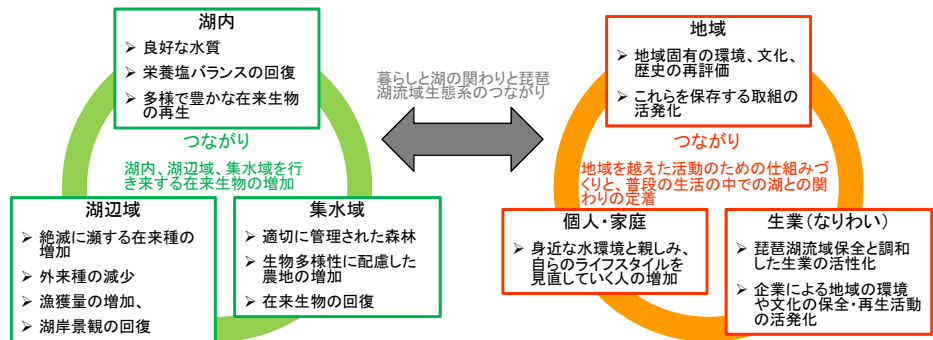 湖内
➢ 良好な水質
➢ 栄養塩バランスの回復
➢ 多様で豊かな在来生物
の再生
つながり
湖内、湖辺域、集水域を行
き来する在来生物の増加
湖辺域
➢ 絶滅に瀕する在来種の
増加
➢ 外来種の減少
➢ 漁獲量の増加、
➢ 湖岸景観の回復
集水域
➢ 適切に管理された森林
➢ 生物多様性に配慮した
農地の増加
➢ 在来生物の回復
暮らしと湖の関わりと琵琶
湖流域生態系のつながり
地域
➢ 地域固有の環境、文化、
歴史の再評価
➢ これらを保存する取組の
活発化
つながり
地域を越えた活動のための仕組みづ
くりと、普段の生活の中での湖との関
わりの定着
個人・家庭
➢ 身近な水環境と親しみ、
自らのライフスタイルを
見直していく人の増加
生業(なりわい)
➢ 琵琶湖流域保全と調和
した生業の活性化
➢ 企業による地域の環境
や文化の保全・再生活動
の活発化